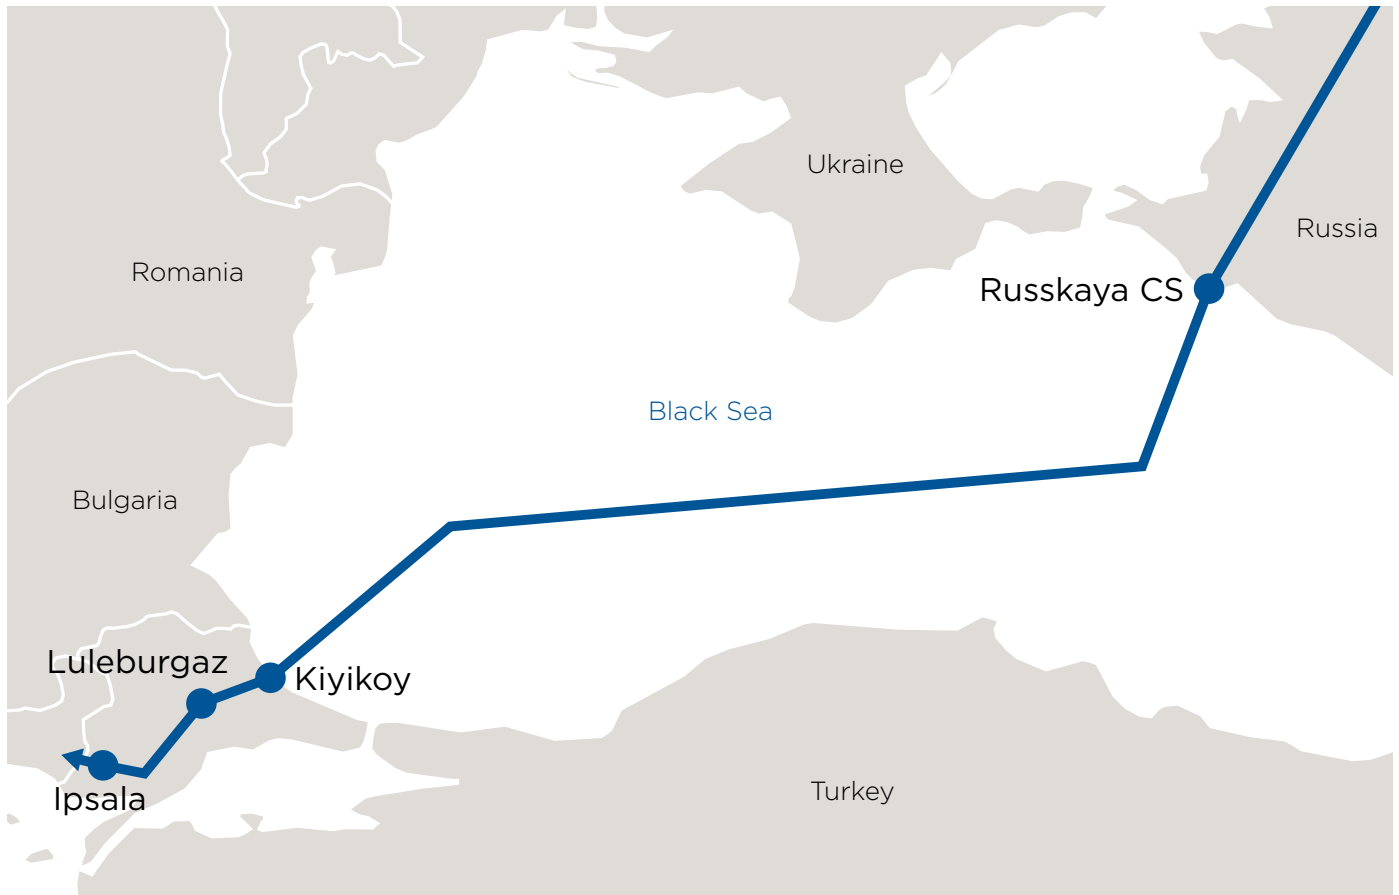 Ukraine
Russia
Romania
Russkaya CS
Black Sea
Bulgaria
Luleburgaz
Kiyikoy
Ipsala
Turkey